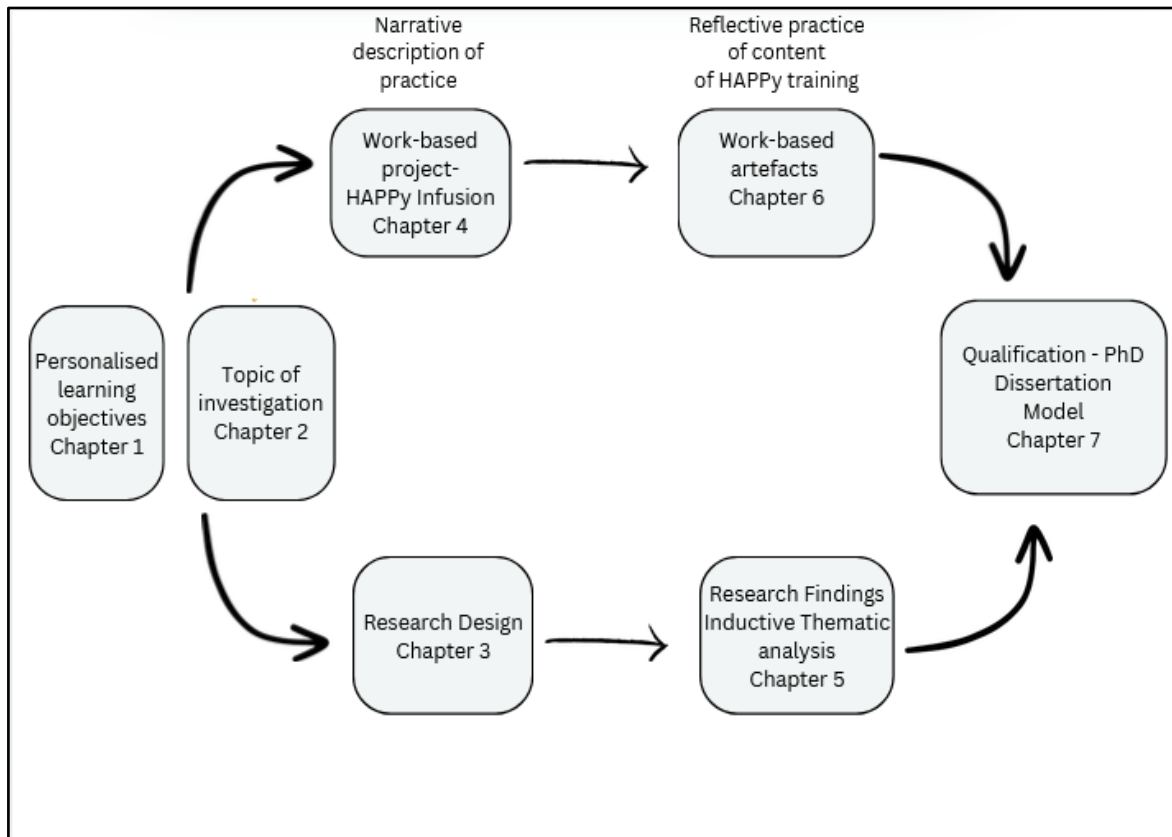 Narrative
description of
practice
Reflective practice
of content
of HAPPy training
Work-based
project-
HAPPy Infusion
Chapter 4
Work-based
artefacts
Chapter 6
Personalised
learning
objectives
Chapter 1
Topic of
investigation
Chapter 2
Qualification - PhD
Dissertation
Model
Chapter 7
Research Design
Chapter 3
Research Findings
Inductive Thematic
analysis
Chapter 5